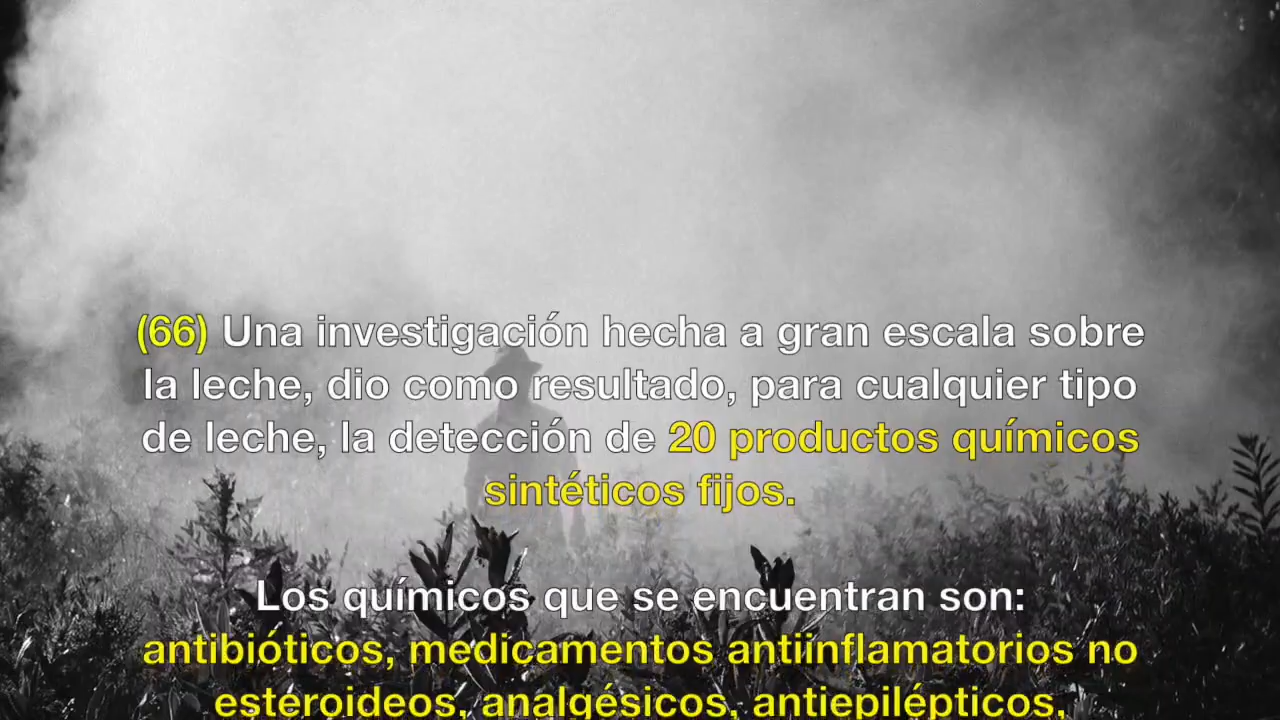 (66) Una investigación hecha a gran escala sobre
la leche, dio como resultado, para cualquier tipo
de leche, la detección de 20 productos químicos
sintéticos fijos.
Los químicos que se encuentran son:
antibióticos, medicamentos antiinflamatorios no
esteroideos, analgésicos, antiepilépticos,